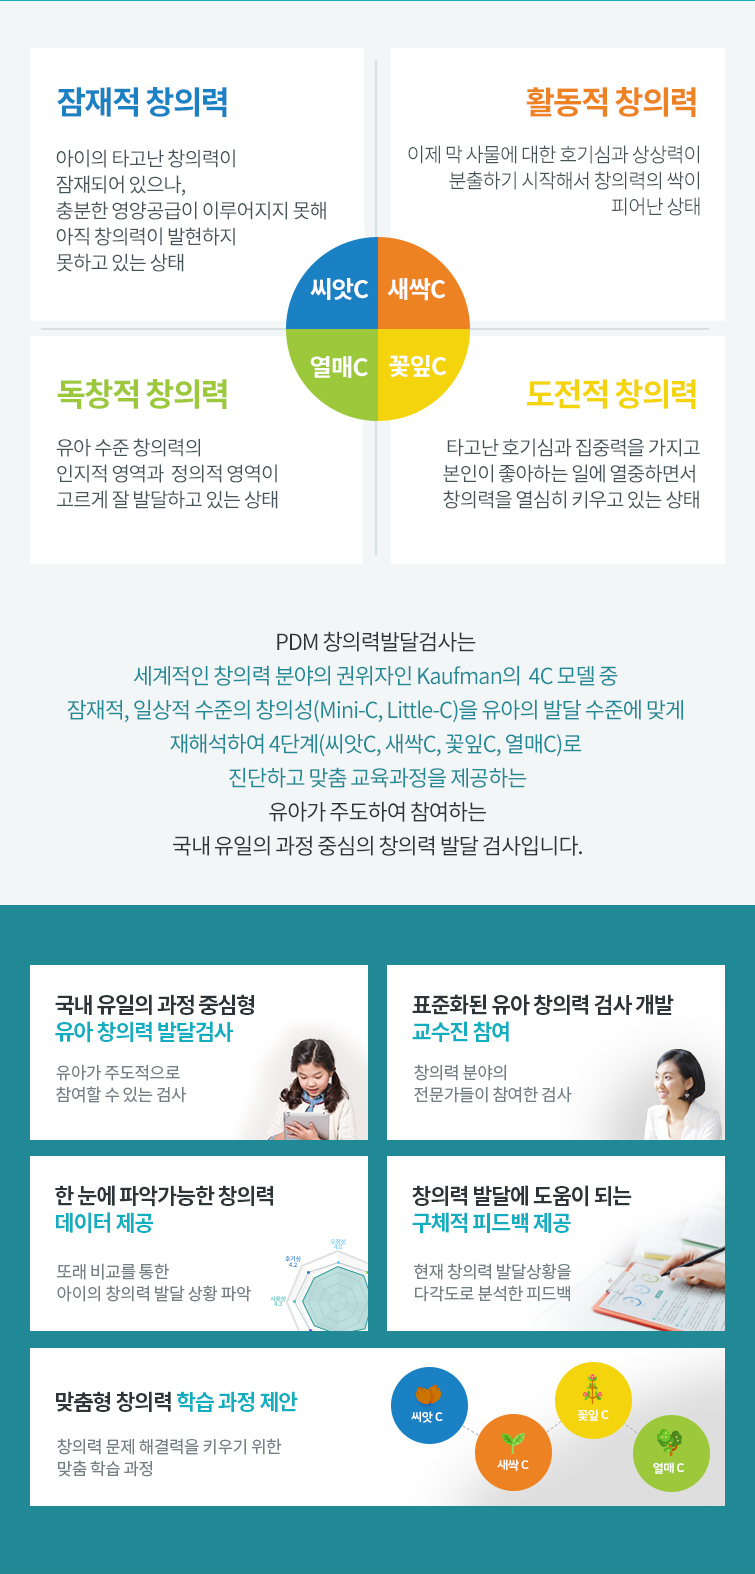 잠재적 창의력
아이의 타고난 창의력이
잠재되어 있으나,
충분한 영양공급이 이루어지지 못해
아직 창의력이 발현하지
못하고 있는 상태
활동적 창의력
이제 막 사물에 대한 호기심과 상상력이
분출하기 시작해서 창의력의 싹이
피어난 상태
씨앗C
새싹C
열매C
꽃잎C
독창적 창의력
유아 수준 창의력의
인지적 영역과 정의적 영역이
고르게 잘 발달하고 있는 상태
도전적 창의력
타고난 호기심과 집중력을 가지고
본인이 좋아하는 일에 열중하면서
창의력을 열심히 키우고 있는 상태
PDM 창의력발달검사는
세계적인 창의력 분야의 권위자인 Kaufman의 4C 모델 중
잠재적, 일상적 수준의 창의성(Mini-C, Little-C)을 유아의 발달 수준에 맞게
재해석하여 4단계(씨앗C, 새싹C, 꽃잎C, 열매C)로
진단하고 맞춤 교육과정을 제공하는
유아가 주도하여 참여하는
국내 유일의 과정 중심의 창의력 발달 검사입니다.
국내 유일의 과정 중심형
유아 창의력 발달검사
유아가 주도적으로
참여할 수 있는 검사
표준화된 유아 창의력 검사 개발
교수진 참여
창의력 분야의
전문가들이 참여한 검사
한 눈에 파악가능한 창의력
데이터 제공
또래 비교를 통한
아이의 창의력 발달 상황 파악
호기심
4.2
창의력 발달에 도움이 되는
구체적 피드백 제공
현재 창의력 발달상황을
다각도로 분석한 피드백
맞춤형 창의력 학습 과정 제안
창의력 문제 해결력을 키우기 위한
맞춤 학습 과정
씨앗 C
새싹 C
꽃잎 C
열매 C